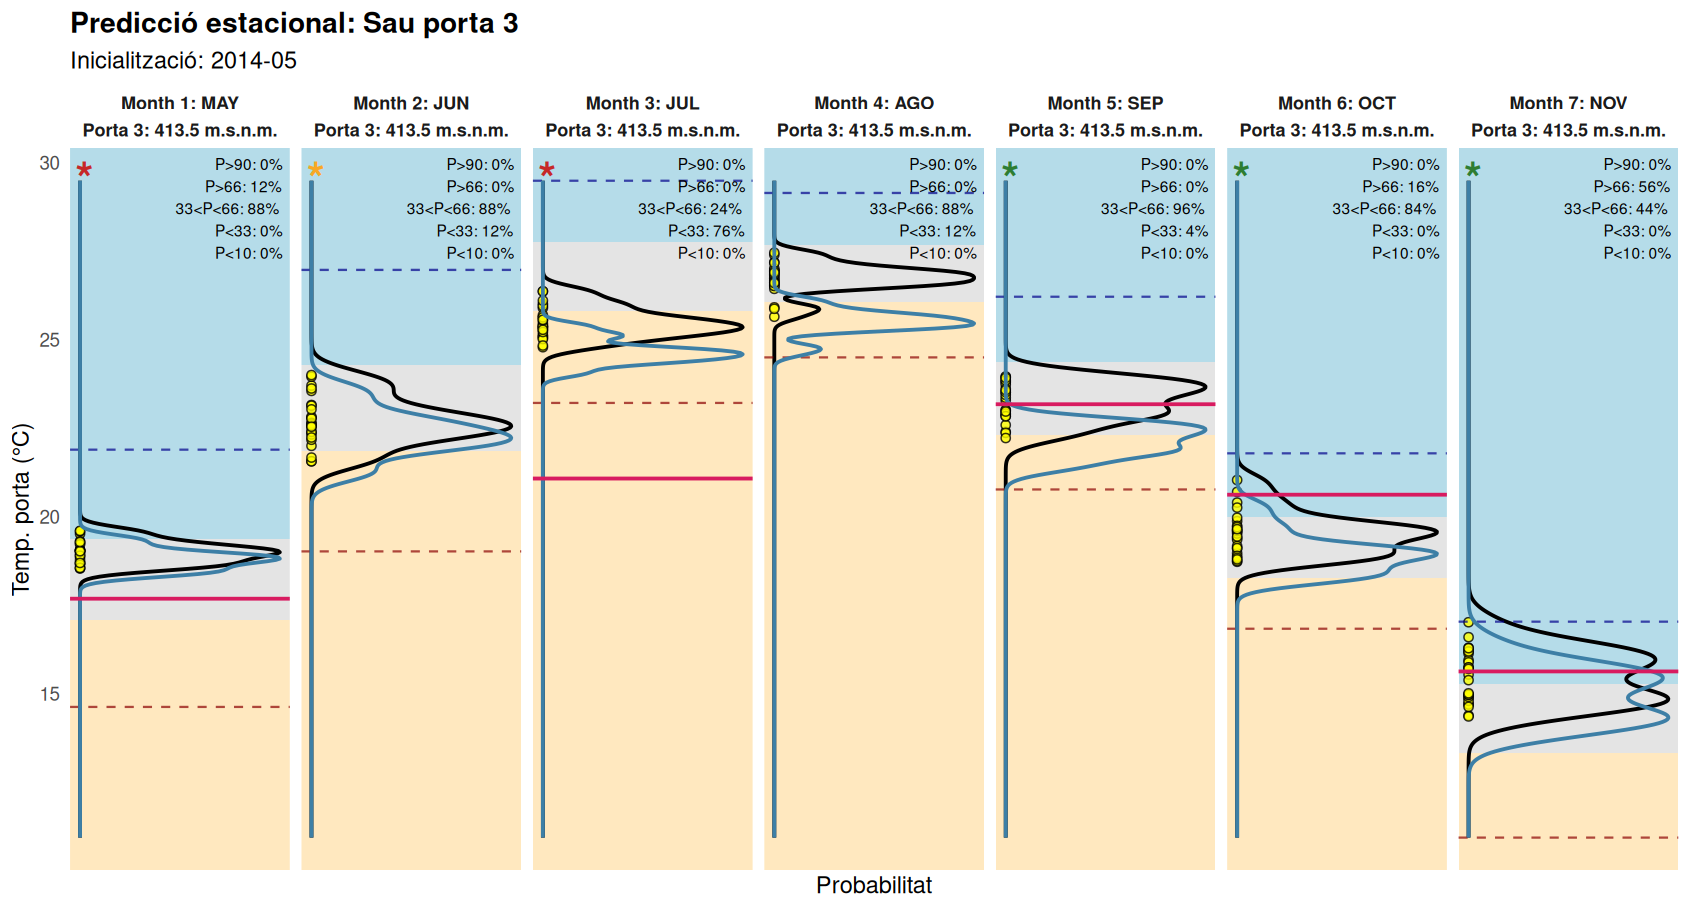 Predicció estacional: Sau porta 3
Inicialització: 2014-05
Month 1: MAY
Porta 3: 413.5 m.s.n.m.
Month 2: JUN
Porta 3: 413.5 m.s.n.m.
Month 3: JUL
Porta 3: 413.5 m.s.n.m.
Month 4: AGO
Porta 3: 413.5 m.s.n.m.
Month 5: SEP
Porta 3: 413.5 m.s.n.m.
Month 6: OCT
Porta 3: 413.5 m.s.n.m.
Month 7: NOV
Porta 3: 413.5 m.s.n.m.
Temp. porta (°C)
30
25
20
15
*
P>90: 0%
P>66: 12%
33<P<66: 88%
P<33: 0%
P<10: 0%
*
P>90: 0%
P>66: 0%
33<P<66: 88%
P<33: 12%
P<10: 0%
*
P>90: 0%
P>66: 0%
33<P<66: 24%
P<33: 76%
P<10: 0%
P>90: 0%
P>66: 0%
33<P<66: 88%
P<33: 12%
P<10: 0%
*
P>90: 0%
P>66: 0%
33<P<66: 96%
P<33: 4%
P<10: 0%
*
P>90: 0%
P>66: 16%
33<P<66: 84%
P<33: 0%
P<10: 0%
*
P>90: 0%
P>66: 56%
33<P<66: 44%
P<33: 0%
P<10: 0%
Probabilitat